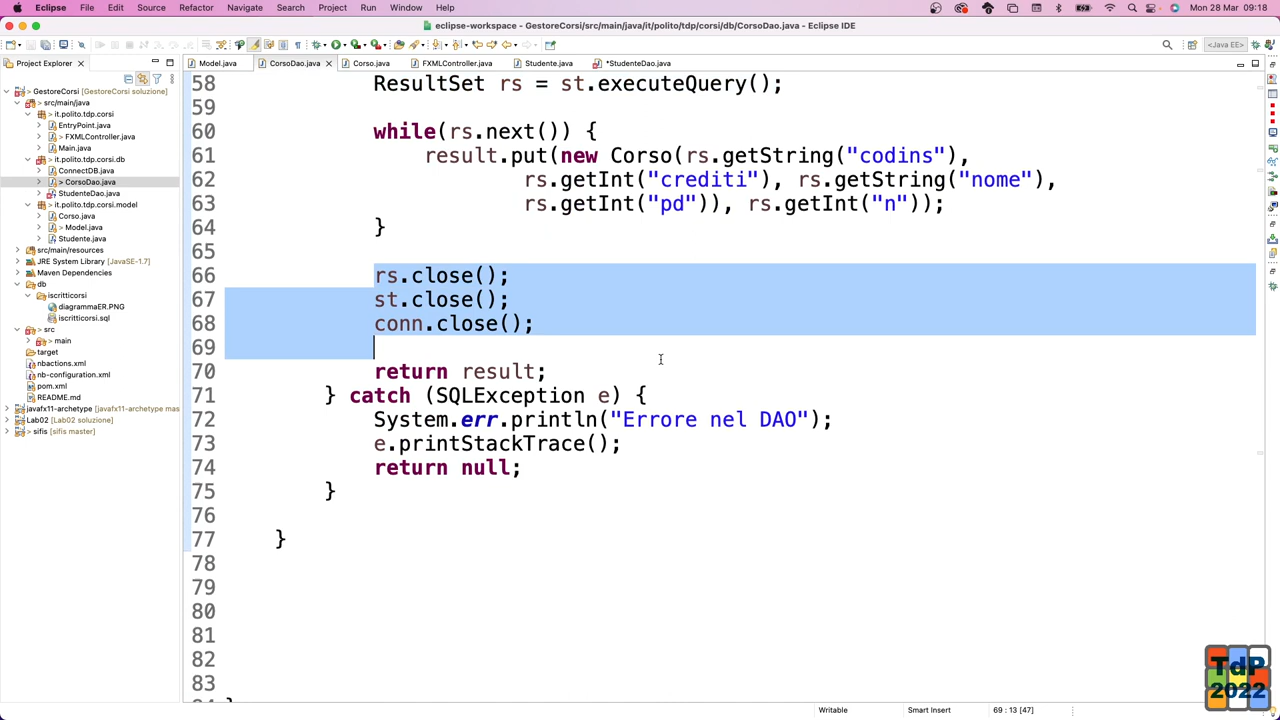 Eclipse File Edit Source Refactor Navigate Search Project Run Window Help Mon 28 Mar 09:18
eclipse-workspace - GestoreCorsi/src/main/java/it/polito/tdp/corsi/db/CorsoDao.java - Eclipse IDE
<Java EE>
Project Explorer
Model.java CorsoDao.java Corso.java FXMLController.java Studente.java *StudenteDao.java
GestoreCorsi [GestoreCorsi soluzione]
src/main/java
it.polito.tdp.corsi
EntryPoint.java
> FXMLController.java
Main.java
it.polito.tdp.corsi.db
ConnectDB.java
> CorsoDao.java
StudenteDao.java
it.polito.tdp.corsi.model
Corso.java
> Model.java
Studente.java
src/main/resources
JRE System Library [JavaSE-1.7]
Maven Dependencies
db
iscritticorsi
diagrammaER.PNG
iscritticorsi.sql
> src
> main
target
nbactions.xml
nb-configuration.xml
pom.xml
README.md
javafx11-archetype [javafx11-archetype mas
Lab02 [Lab02 soluzione]
> sifis [sifis master]
58 ResultSet rs = st.executeQuery();
59
60 while(rs.next()) {
61 result.put(new Corso(rs.getString("codins"),
62 rs.getInt("crediti"), rs.getString("nome"),
63 rs.getInt("pd")), rs.getInt("n"));
64 }
65
66 rs.close();
67 st.close();
68 conn.close();
69
70 return result;
71 } catch (SQLException e) {
72 System.err.println("Errore nel DAO");
73 e.printStackTrace();
74 return null;
75 }
76
77 }
78
79
80
81
82
83
Writable Smart Insert 69 : 13 [47]
TdP
2022